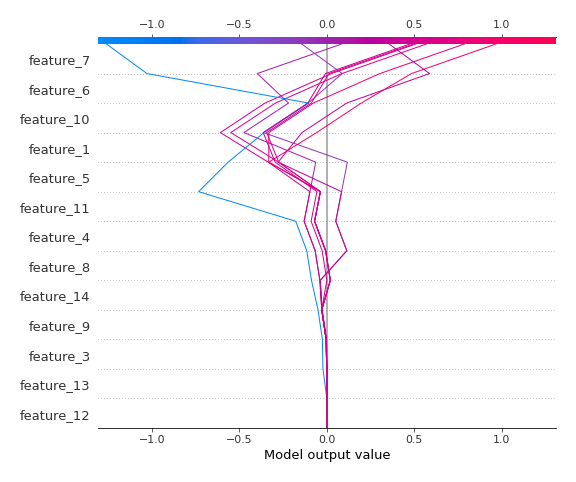 −1.0 −0.5 0.0 0.5 1.0
feature_7
feature_6
feature_10
feature_1
feature_5
feature_11
feature_4
feature_8
feature_14
feature_9
feature_3
feature_13
feature_12
−1.0 −0.5 0.0 0.5 1.0
Model output value